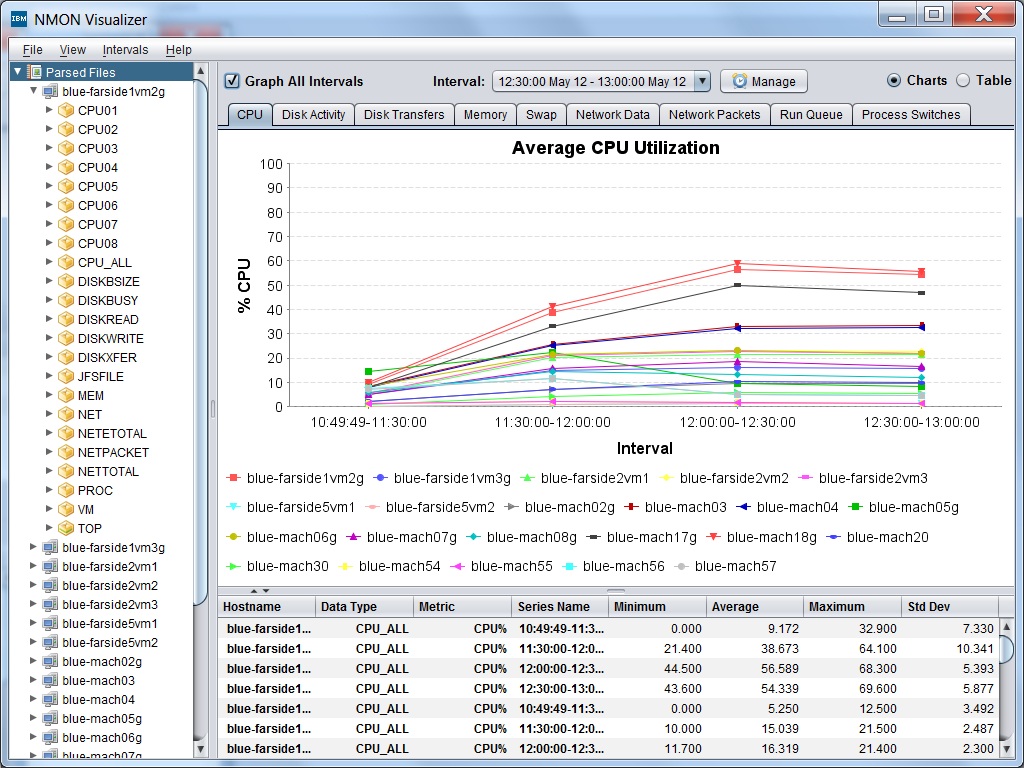 IBM NMON Visualizer
File View Intervals Help
Parsed Files
blue-farside1vm2g
CPU01
CPU02
CPU03
CPU04
CPU05
CPU06
CPU07
CPU08
CPU_ALL
DISKBSIZE
DISKBUSY
DISKREAD
DISKWRITE
DISKXFER
JFSFILE
MEM
NET
NETETOTAL
NETPACKET
NETTOTAL
PROC
VM
TOP
blue-farside1vm3g
blue-farside2vm1
blue-farside2vm2
blue-farside2vm3
blue-farside5vm1
blue-farside5vm2
blue-mach02g
blue-mach03
blue-mach04
blue-mach05g
blue-mach06g
blue-mach07g
Graph All Intervals Interval: 12:30:00 May 12 - 13:00:00 May 12 Manage Charts Table
CPU Disk Activity Disk Transfers Memory Swap Network Data Network Packets Run Queue Process Switches
Average CPU Utilization
100
90
80
70
60
50
40
30
20
10
0
% CPU
10:49:49-11:30:00 11:30:00-12:00:00 12:00:00-12:30:00 12:30:00-13:00:00
Interval
blue-farside1vm2g blue-farside1vm3g blue-farside2vm1 blue-farside2vm2 blue-farside2vm3
blue-farside5vm1 blue-farside5vm2 blue-mach02g blue-mach03 blue-mach04 blue-mach05g
blue-mach06g blue-mach07g blue-mach08g blue-mach17g blue-mach18g blue-mach20
blue-mach30 blue-mach54 blue-mach55 blue-mach56 blue-mach57
Hostname Data Type Metric Series Name Minimum Average Maximum Std Dev
blue-farside1... CPU_ALL CPU% 10:49:49-11:3... 0.000 9.172 32.900 7.330
blue-farside1... CPU_ALL CPU% 11:30:00-12:0... 21.400 38.673 64.100 10.341
blue-farside1... CPU_ALL CPU% 12:00:00-12:3... 44.500 56.589 68.300 5.393
blue-farside1... CPU_ALL CPU% 12:30:00-13:0... 43.600 54.339 69.600 5.877
blue-farside1... CPU_ALL CPU% 10:49:49-11:3... 0.000 5.250 12.500 3.492
blue-farside1... CPU_ALL CPU% 11:30:00-12:0... 10.000 15.039 21.500 2.487
blue-farside1... CPU_ALL CPU% 12:00:00-12:3... 11.700 16.319 21.400 2.300